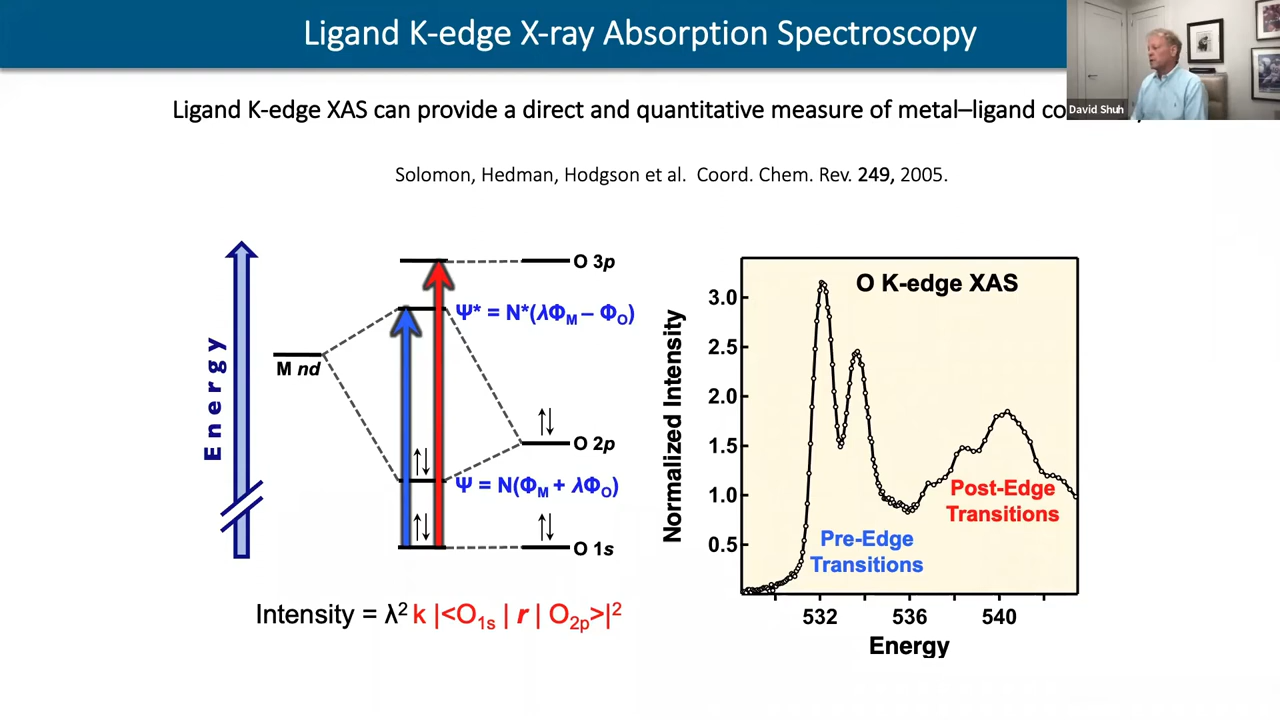 Ligand K-edge X-ray Absorption Spectroscopy
David Shuh
Ligand K-edge XAS can provide a direct and quantitative measure of metal–ligand
Solomon, Hedman, Hodgson et al. Coord. Chem. Rev. 249, 2005.
Energy
M nd
O 3p
Ψ* = N*(λΦM – ΦO)
O 2p
Ψ = N(ΦM + λΦO)
O 1s
Intensity = λ² k |<O1s | r | O2p>|²
O K-edge XAS
Normalized Intensity
3.0
2.5
2.0
1.5
1.0
0.5
Pre-Edge
Transitions
Post-Edge
Transitions
532 536 540
Energy